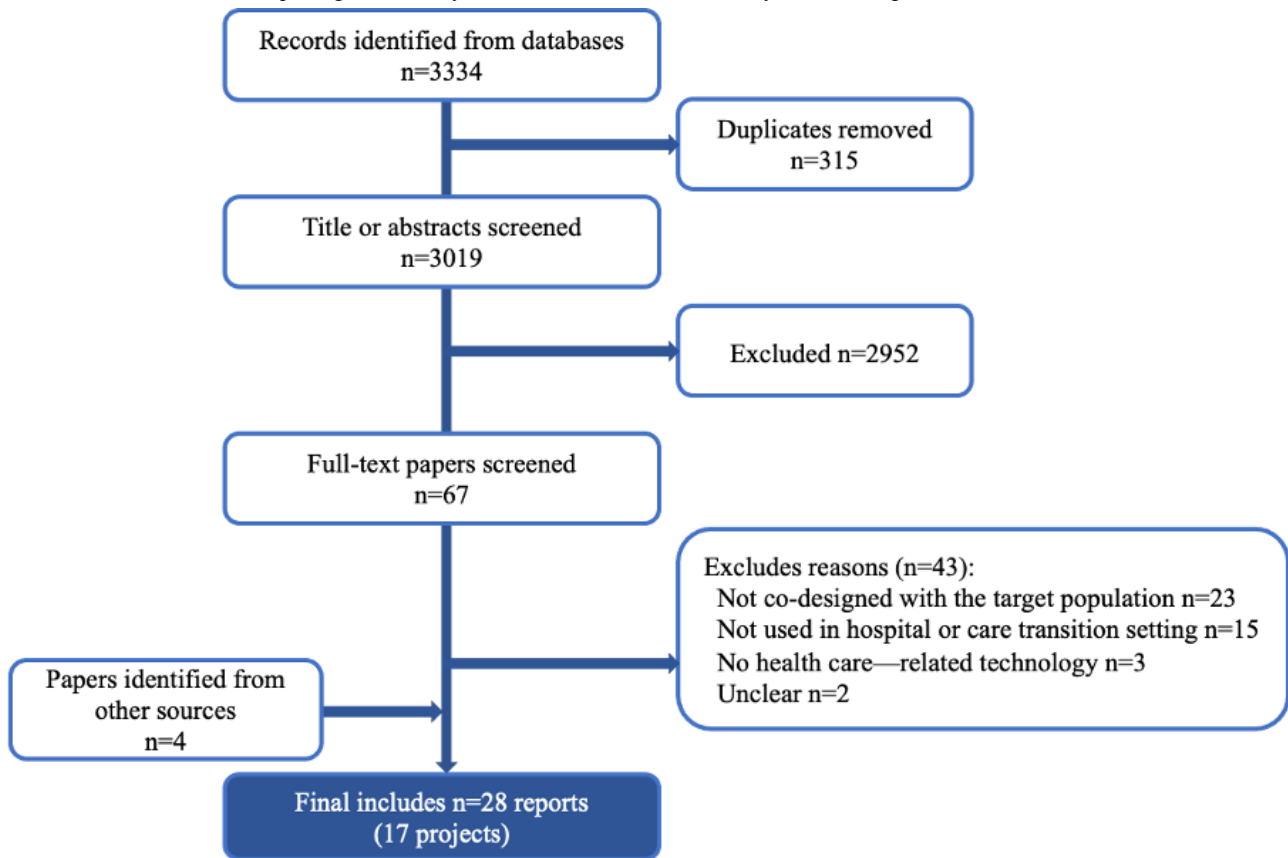 Records identified from databases
n=3334
Duplicates removed
n=315
Title or abstracts screened
n=3019
Excluded n=2952
Full-text papers screened
n=67
Excludes reasons (n=43):
Not co-designed with the target population n=23
Not used in hospital or care transition setting n=15
No health care—related technology n=3
Unclear n=2
Papers identified from
other sources
n=4
Final includes n=28 reports
(17 projects)